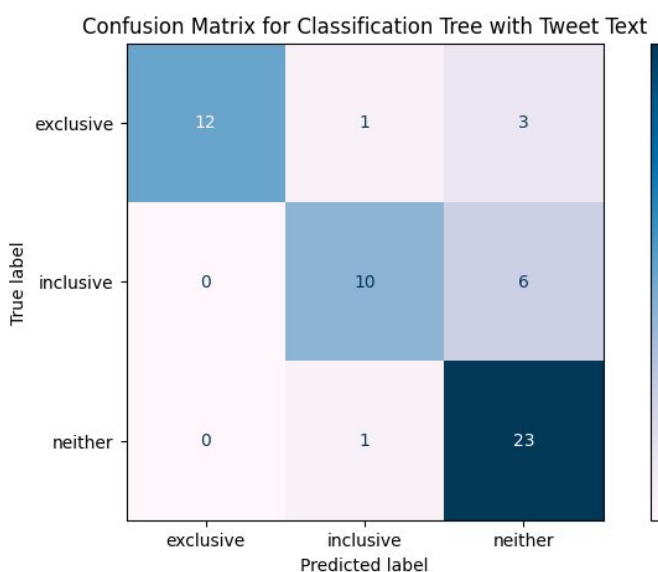 Confusion Matrix for Classification Tree with Tweet Text
exclusive 12 1 3
inclusive 0 10 6
neither 0 1 23
True label
exclusive inclusive neither
Predicted label